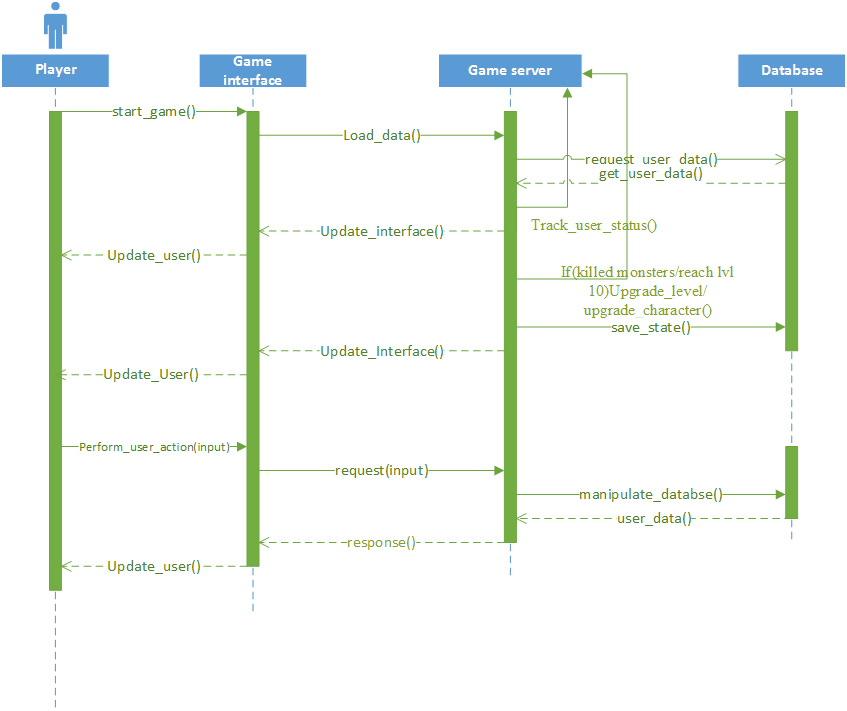 Player
Game
interface
Game server
Database
start_game()
Load_data()
request_user_data()
get_user_data()
Track_user_status()
Update_interface()
Update_user()
If(killed monsters/reach lvl
10)Upgrade_level/
upgrade_character()
save_state()
Update_Interface()
Update_User()
Perform_user_action(input)
request(input)
manipulate_databse()
user_data()
response()
Update_user()